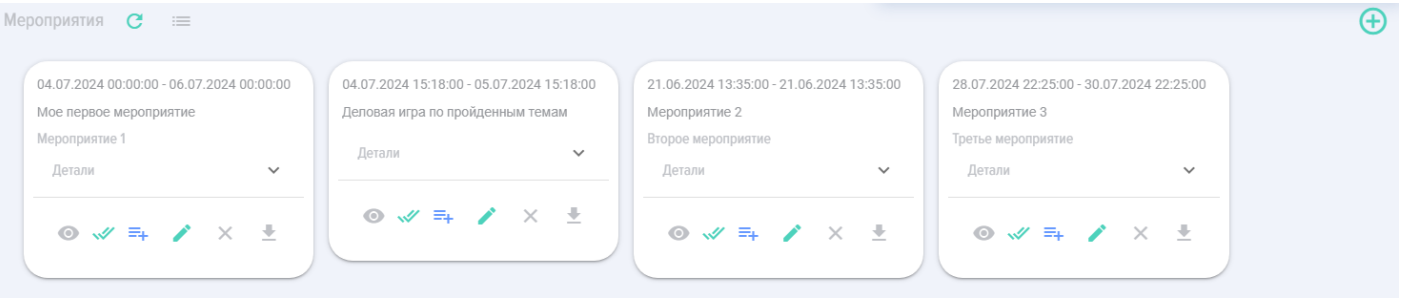 Мероприятия
04.07.2024 00:00:00 - 06.07.2024 00:00:00
Мое первое мероприятие
Мероприятие 1
Детали
04.07.2024 15:18:00 - 05.07.2024 15:18:00
Деловая игра по пройденным темам
Детали
21.06.2024 13:35:00 - 21.06.2024 13:35:00
Мероприятие 2
Второе мероприятие
Детали
28.07.2024 22:25:00 - 30.07.2024 22:25:00
Мероприятие 3
Третье мероприятие
Детали